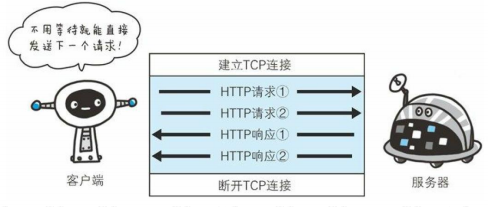 不用等待就能直接
发送下一个请求!
建立TCP连接
HTTP请求①
HTTP请求②
HTTP响应①
HTTP响应②
断开TCP连接
客户端
服务器